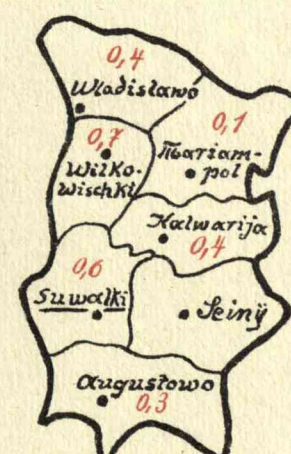 0,4
Wladislawo
0,1
0,7
Mariam-
pol
Wilko-
wischki
Kalwarija
0,4
0,6
Suwalki
Seinÿ
Augustowo
0,3